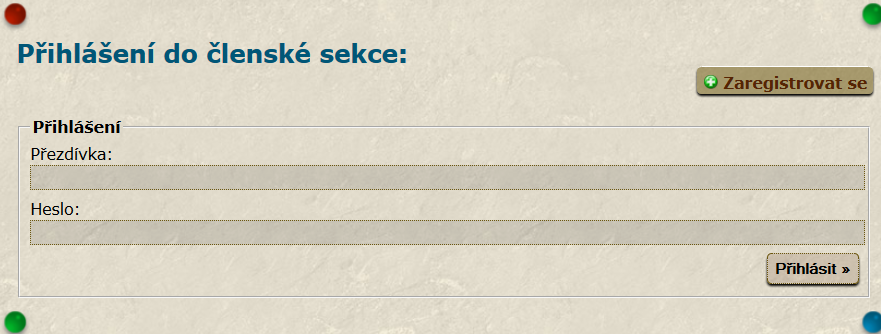 Přihlášení do členské sekce:
Zaregistrovat se
Přihlášení
Přezdívka:
Heslo:
Přihlásit »